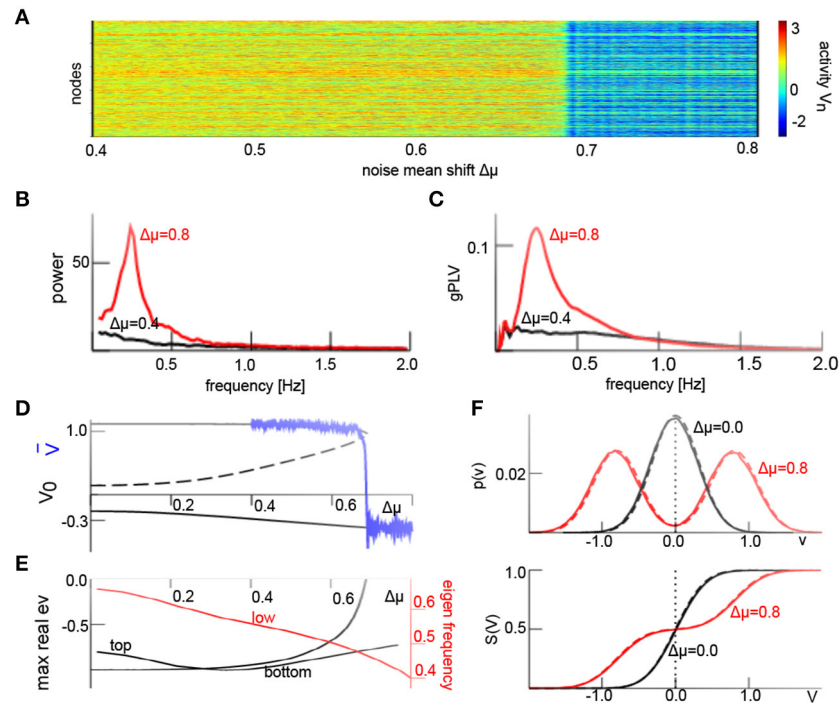 A
nodes
0.4 0.5 0.6 0.7 0.8
noise mean shift Δμ
3
0
-2
activity Vn
B
power
50
Δμ=0.8
Δμ=0.4
0.5 1.0 1.5 2.0
frequency [Hz]
C
gPLV
0.1
Δμ=0.8
Δμ=0.4
0.5 1.0 1.5 2.0
frequency [Hz]
D
V0 V̄
1.0
-0.3
0.2 0.4 0.6 Δμ
E
max real ev
0.0
-0.5
0.2 0.4 0.6 Δμ
top
low
bottom
0.6
0.5
0.4
eigen frequency
F
p(v)
0.02
Δμ=0.0
Δμ=0.8
-1.0 0.0 1.0 v
S(V)
1.0
0.5
Δμ=0.8
Δμ=0.0
-1.0 0.0 1.0 V